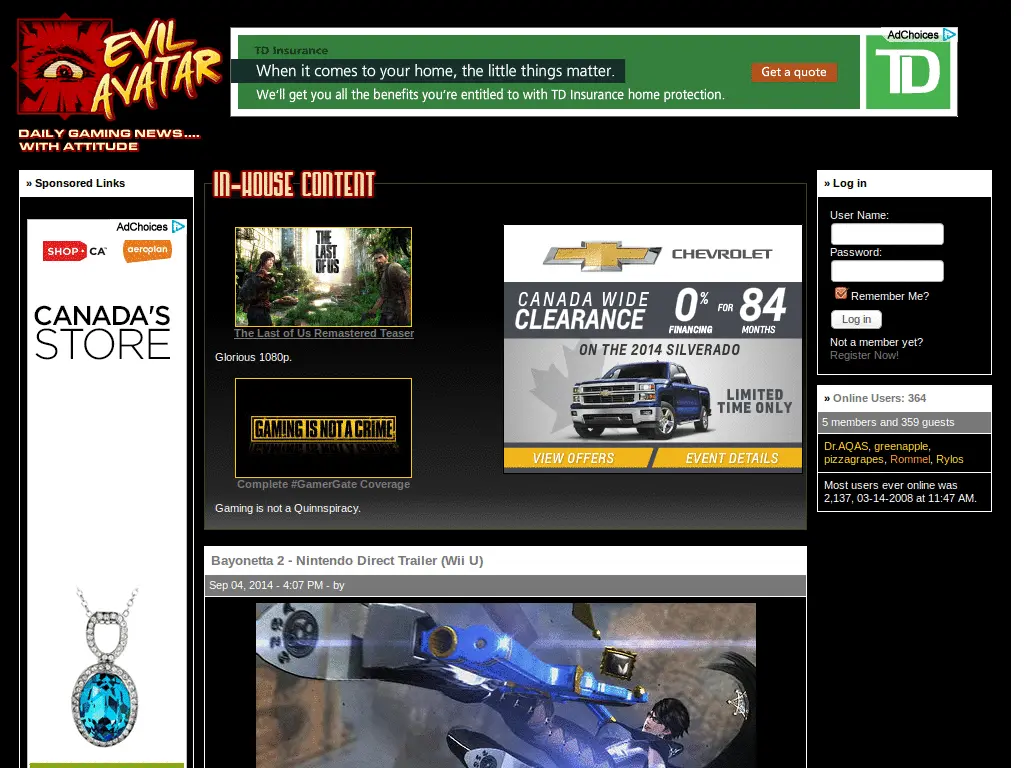 EVIL
AVATAR
DAILY GAMING NEWS....
WITH ATTITUDE
AdChoices
TD Insurance
When it comes to your home, the little things matter.
We'll get you all the benefits you're entitled to with TD Insurance home protection.
Get a quote
TD
» Sponsored Links
AdChoices
SHOP.CA
aeroplan
CANADA'S
STORE
IN-HOUSE CONTENT
THE
LAST
OF US
The Last of Us Remastered Teaser
Glorious 1080p.
GAMING IS NOT A CRIME
Complete #GamerGate Coverage
Gaming is not a Quinnspiracy.
CHEVROLET
CANADA WIDE
CLEARANCE
0% FOR 84
FINANCING MONTHS
ON THE 2014 SILVERADO
LIMITED
TIME ONLY
VIEW OFFERS
EVENT DETAILS
Bayonetta 2 - Nintendo Direct Trailer (Wii U)
Sep 04, 2014 - 4:07 PM - by
» Log in
User Name:
Password:
Remember Me?
Log in
Not a member yet?
Register Now!
» Online Users: 364
5 members and 359 guests
Dr.AQAS, greenapple,
pizzagrapes, Rommel, Rylos
Most users ever online was
2,137, 03-14-2008 at 11:47 AM.